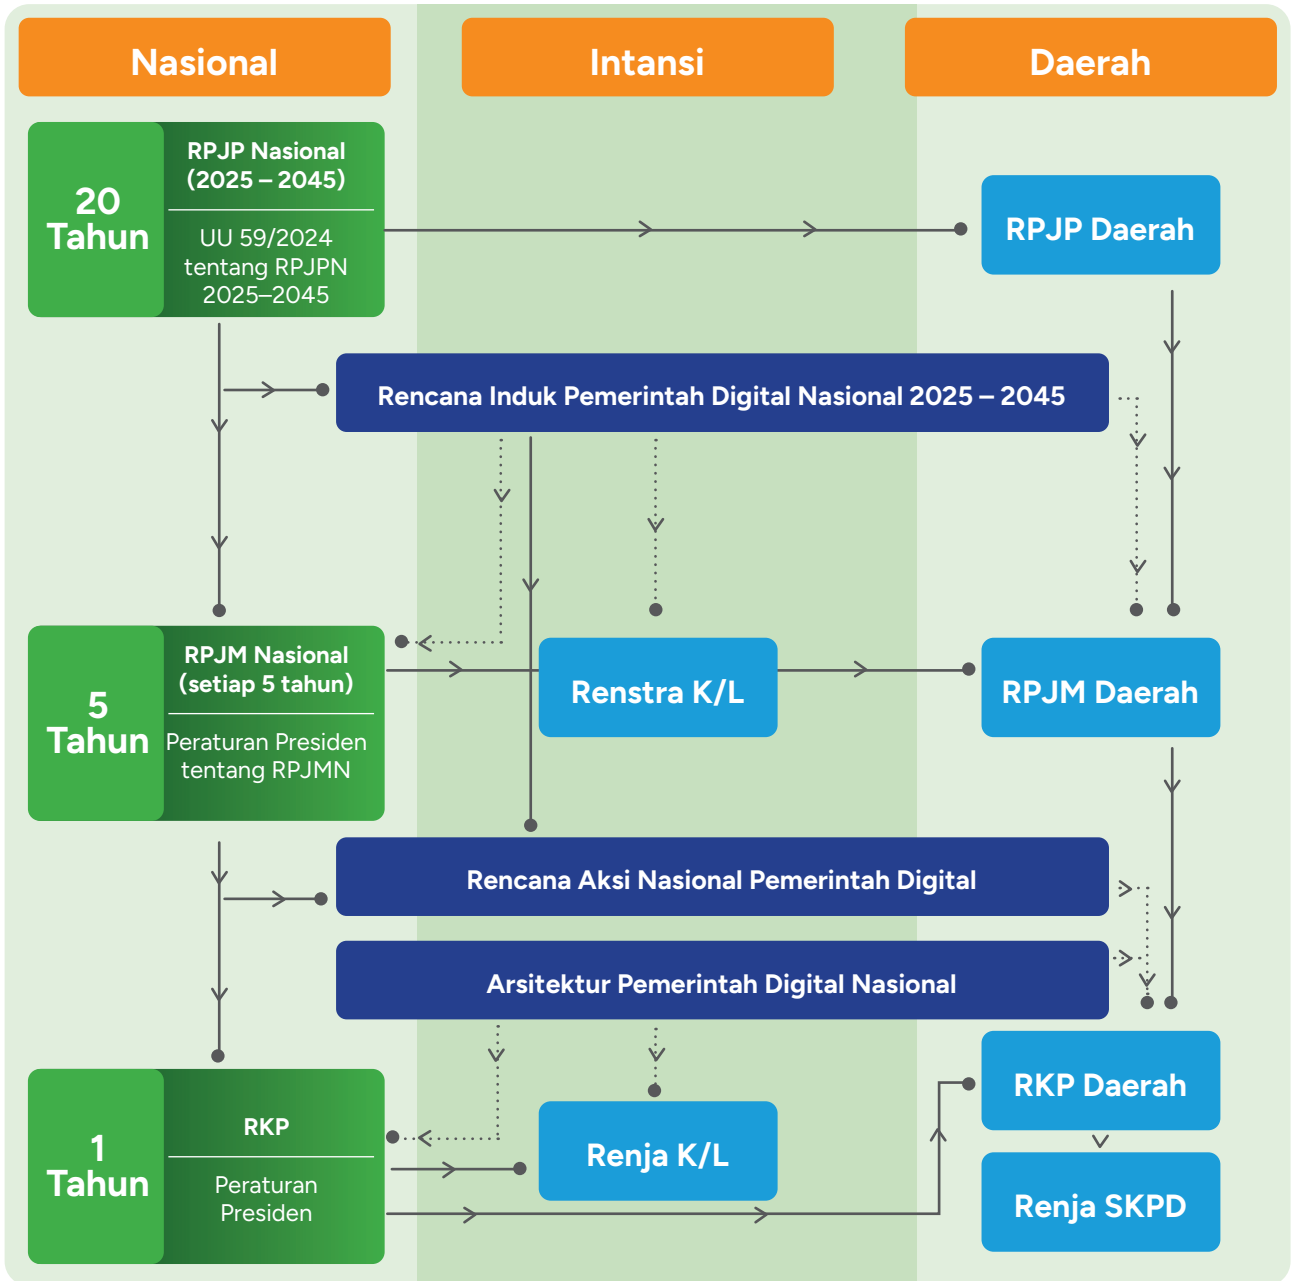 Nasional
Intansi
Daerah
20
Tahun
RPJP Nasional
(2025 – 2045)
UU 59/2024
tentang RPJPN
2025–2045
RPJP Daerah
Rencana Induk Pemerintah Digital Nasional 2025 – 2045
5
Tahun
RPJM Nasional
(setiap 5 tahun)
Peraturan Presiden
tentang RPJMN
Renstra K/L
RPJM Daerah
Rencana Aksi Nasional Pemerintah Digital
Arsitektur Pemerintah Digital Nasional
1
Tahun
RKP
Peraturan
Presiden
Renja K/L
RKP Daerah
Renja SKPD